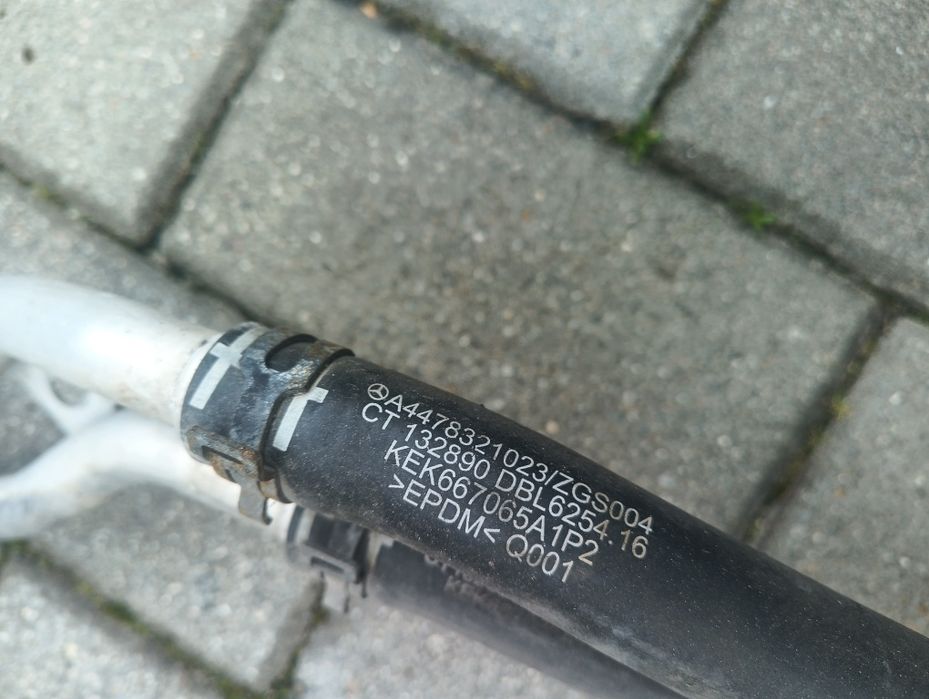 A4478321023/ZGS004
CT 132890 DBL6254.16
KEK667065A1P2
>EPDM< Q001